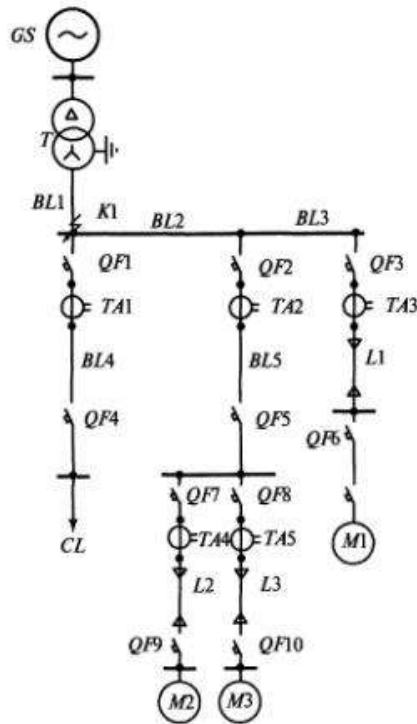 GS
T
BL1
K1
BL2
BL3
QF1
QF2
QF3
TA1
TA2
TA3
BL4
BL5
L1
QF4
QF5
QF6
CL
QF7
QF8
TA4
TA5
M1
L2
L3
QF9
QF10
M2
M3